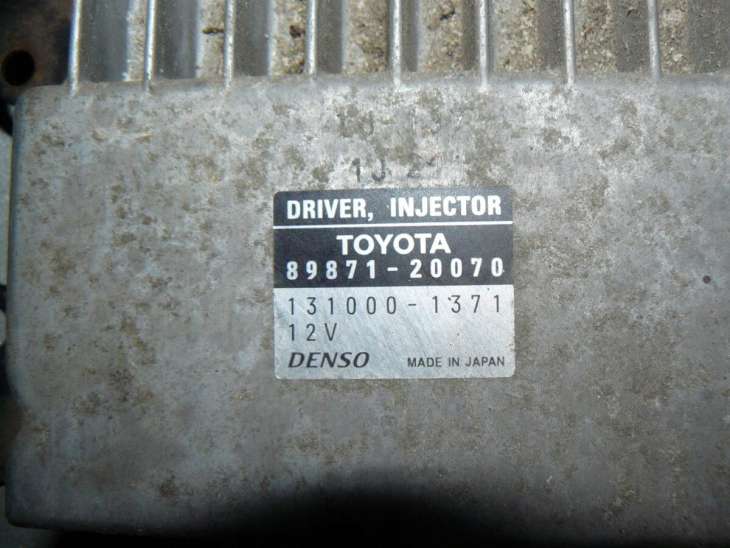 DRIVER, INJECTOR
TOYOTA
89871-20070
131000-1371
12V
DENSO MADE IN JAPAN